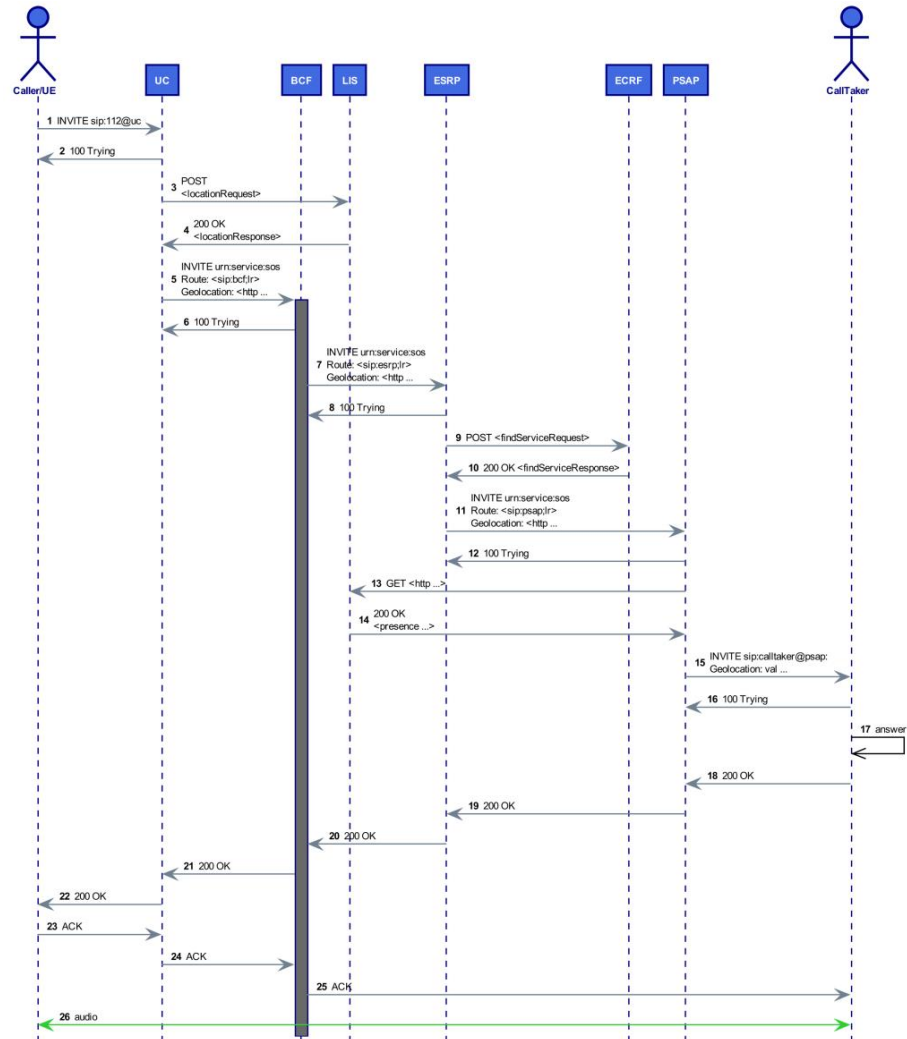 Caller/UE
UC
BCF
LIS
ESRP
ECRF
PSAP
CallTaker
1 INVITE sip:112@uc
2 100 Trying
3 POST
<locationRequest>
4 200 OK
<locationResponse>
INVITE urn:service:sos
5 Route: <sip:bcf;lr>
Geolocation: <http ...
6 100 Trying
INVITE urn:service:sos
7 Route: <sip:esrp;lr>
Geolocation: <http ...
8 100 Trying
9 POST <findServiceRequest>
10 200 OK <findServiceResponse>
INVITE urn:service:sos
11 Route: <sip:psap;lr>
Geolocation: <http ...
12 100 Trying
13 GET <http ...>
14 200 OK
<presence ...>
15 INVITE sip:calltaker@psap:
Geolocation: val ...
16 100 Trying
17 answer
18 200 OK
19 200 OK
20 200 OK
21 200 OK
22 200 OK
23 ACK
24 ACK
25 ACK
26 audio